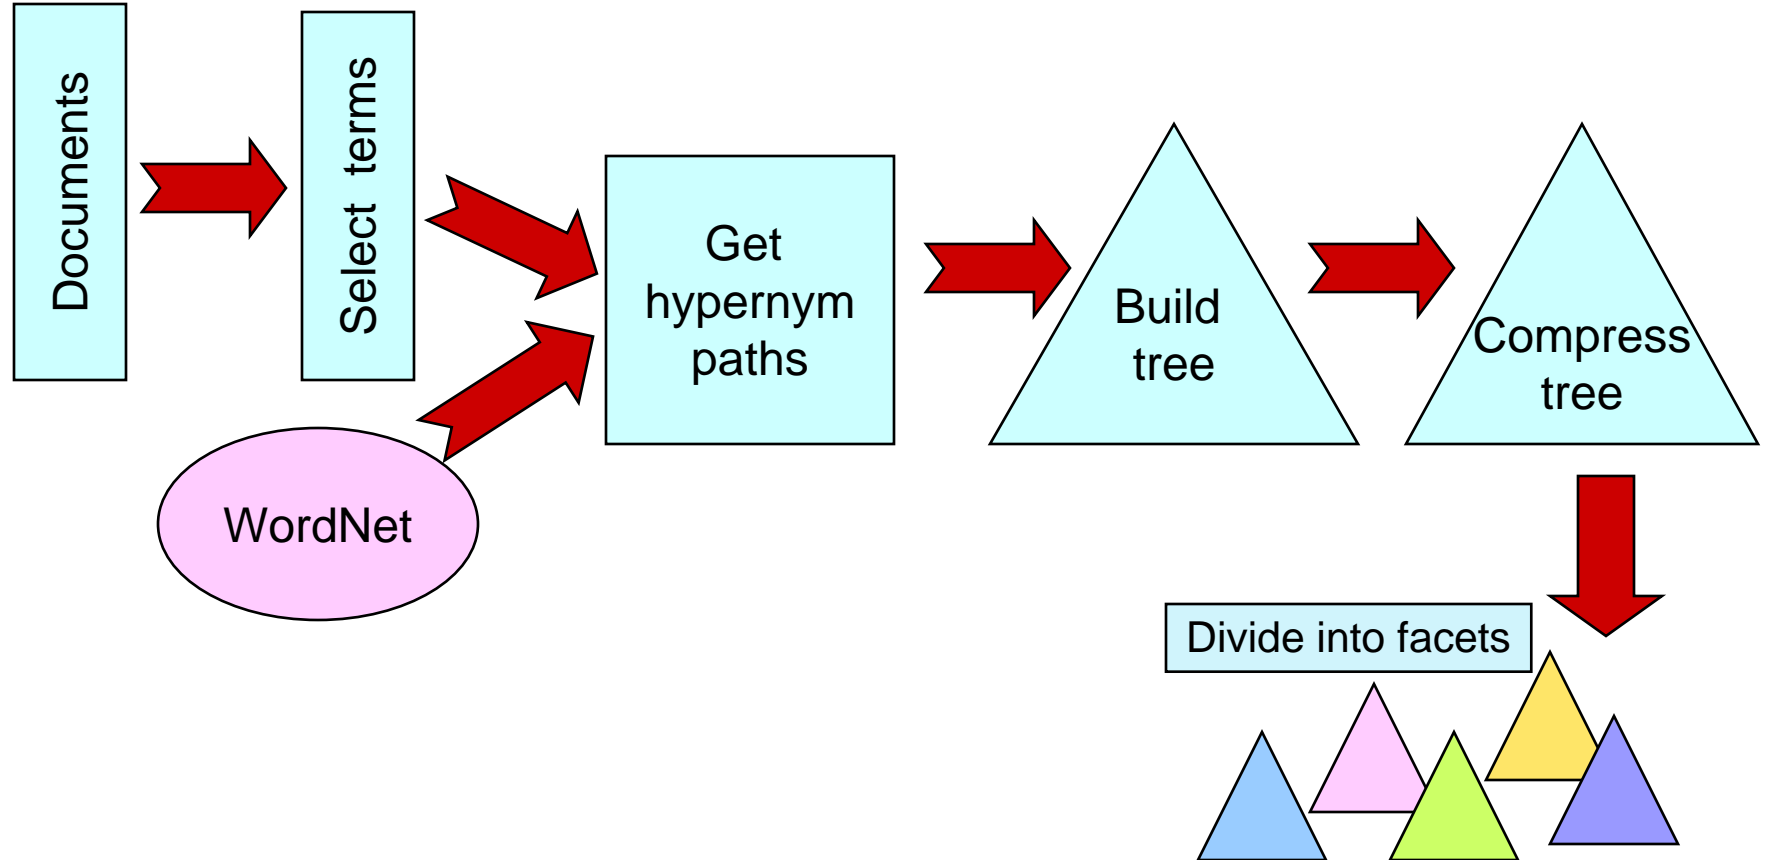 Documents
Select terms
Get
hypernym
paths
Build
tree
Compress
tree
WordNet
Divide into facets